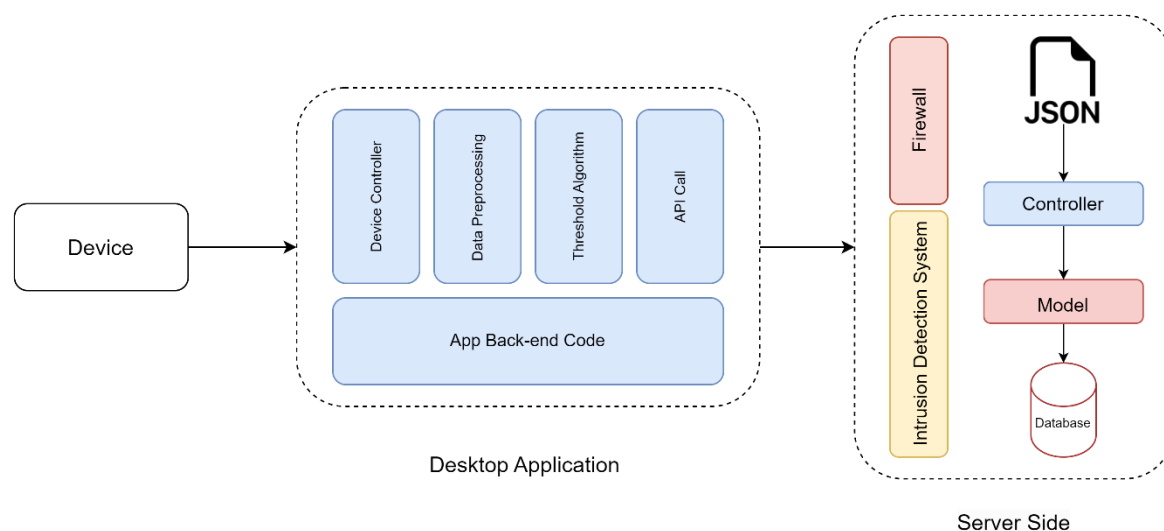 Device
Device Controller
Data Preprocessing
Threshold Algorithm
API Call
App Back-end Code
Desktop Application
Firewall
Intrusion Detection System
JSON
Controller
Model
Database
Server Side